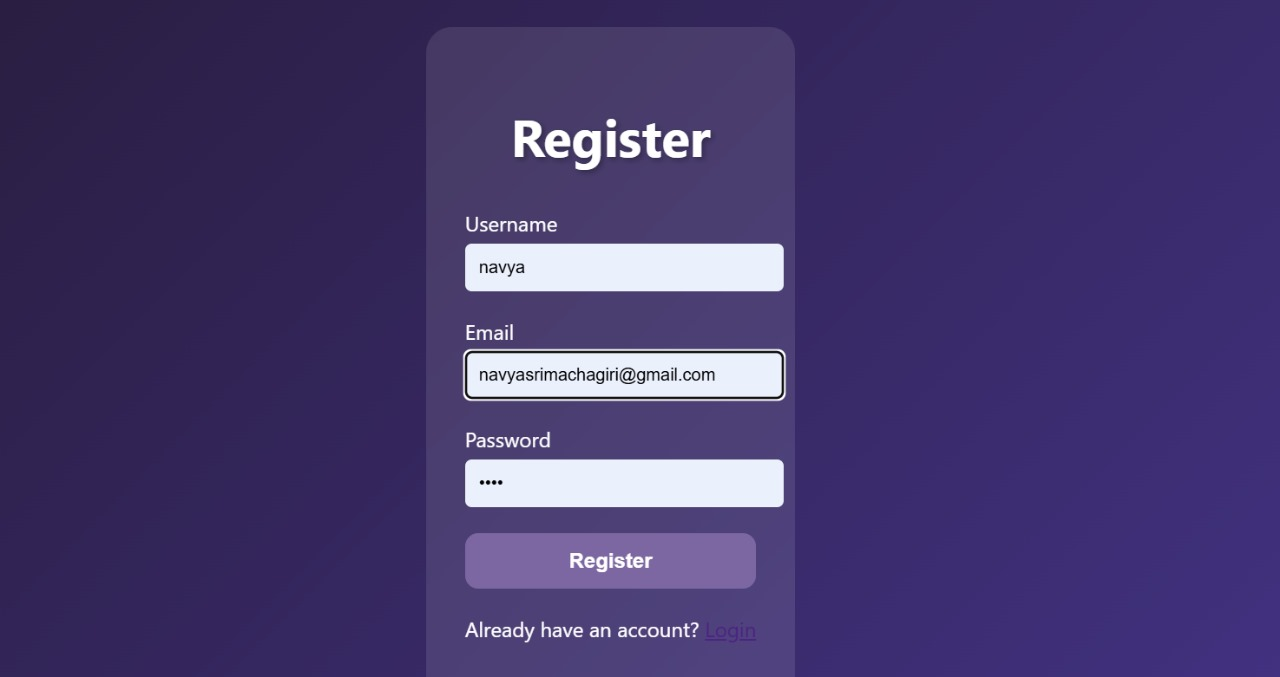 Register
Username
navya
Email
navyasrimachagiri@gmail.com
Password
••••
Register
Already have an account? Login